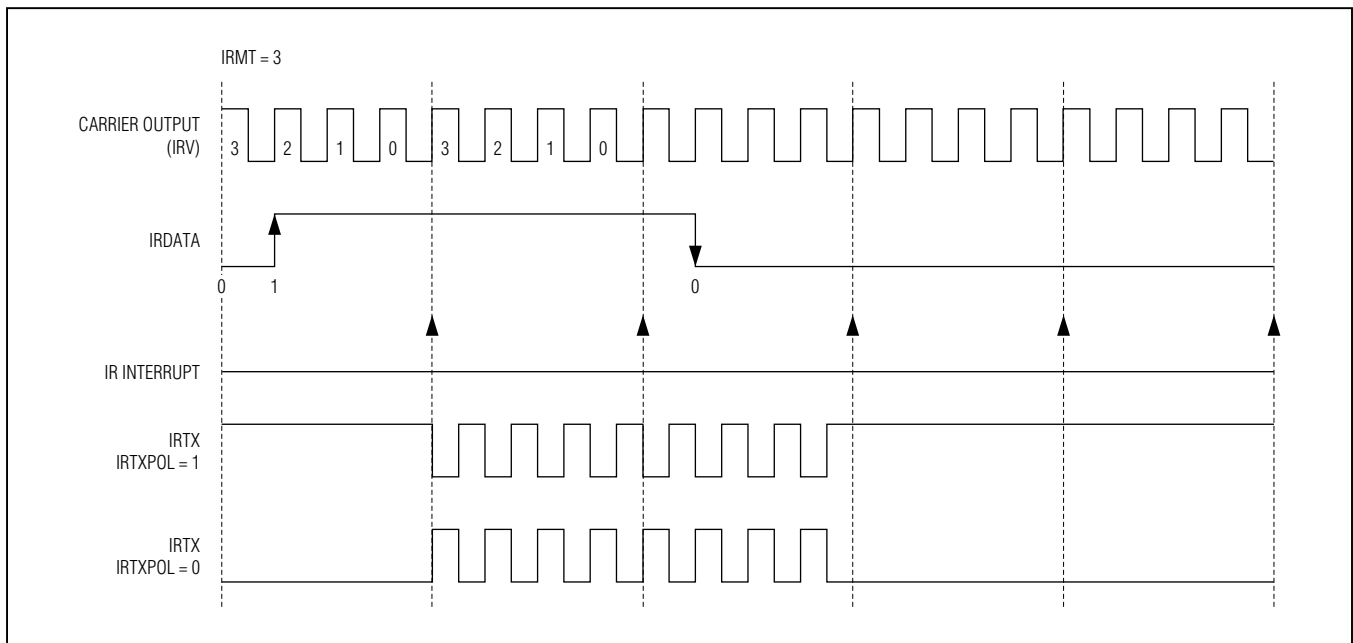 IRMT = 3
CARRIER OUTPUT
(IRV)
3 2 1 0 3 2 1 0
IRDATA
0 1 0
IR INTERRUPT
IRTX
IRTXPOL = 1
IRTX
IRTXPOL = 0